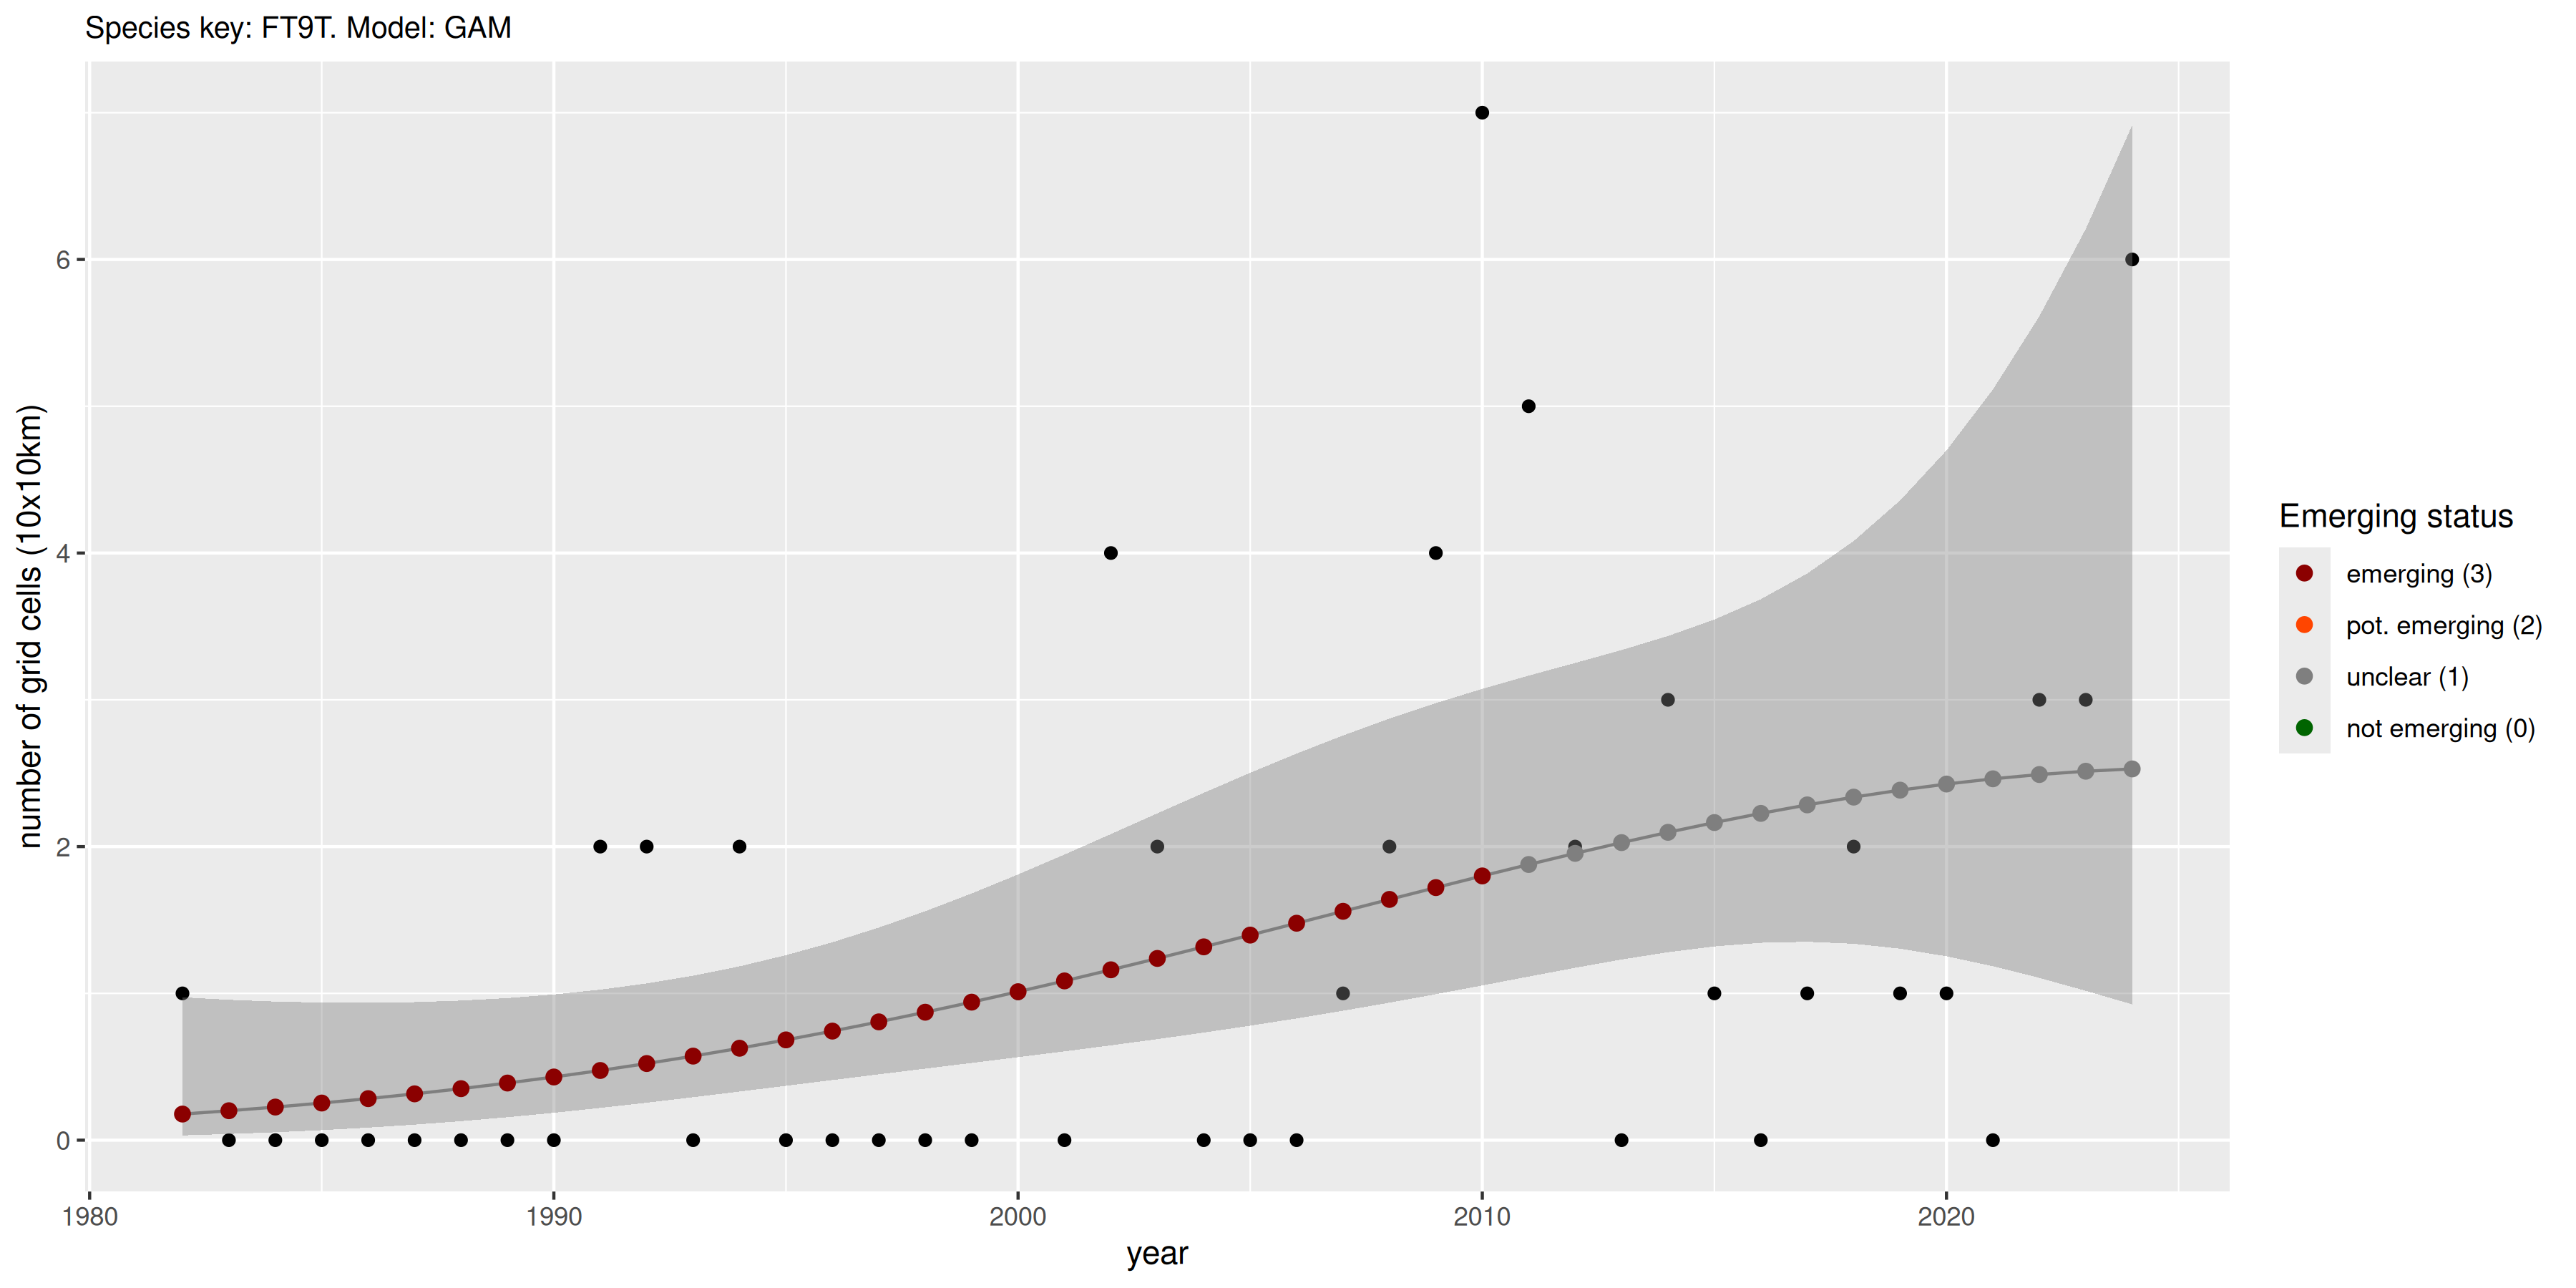 Species key: FT9T. Model: GAM
number of grid cells (10x10km)
6
4
2
0
1980 1990 2000 2010 2020
year
Emerging status
emerging (3)
pot. emerging (2)
unclear (1)
not emerging (0)